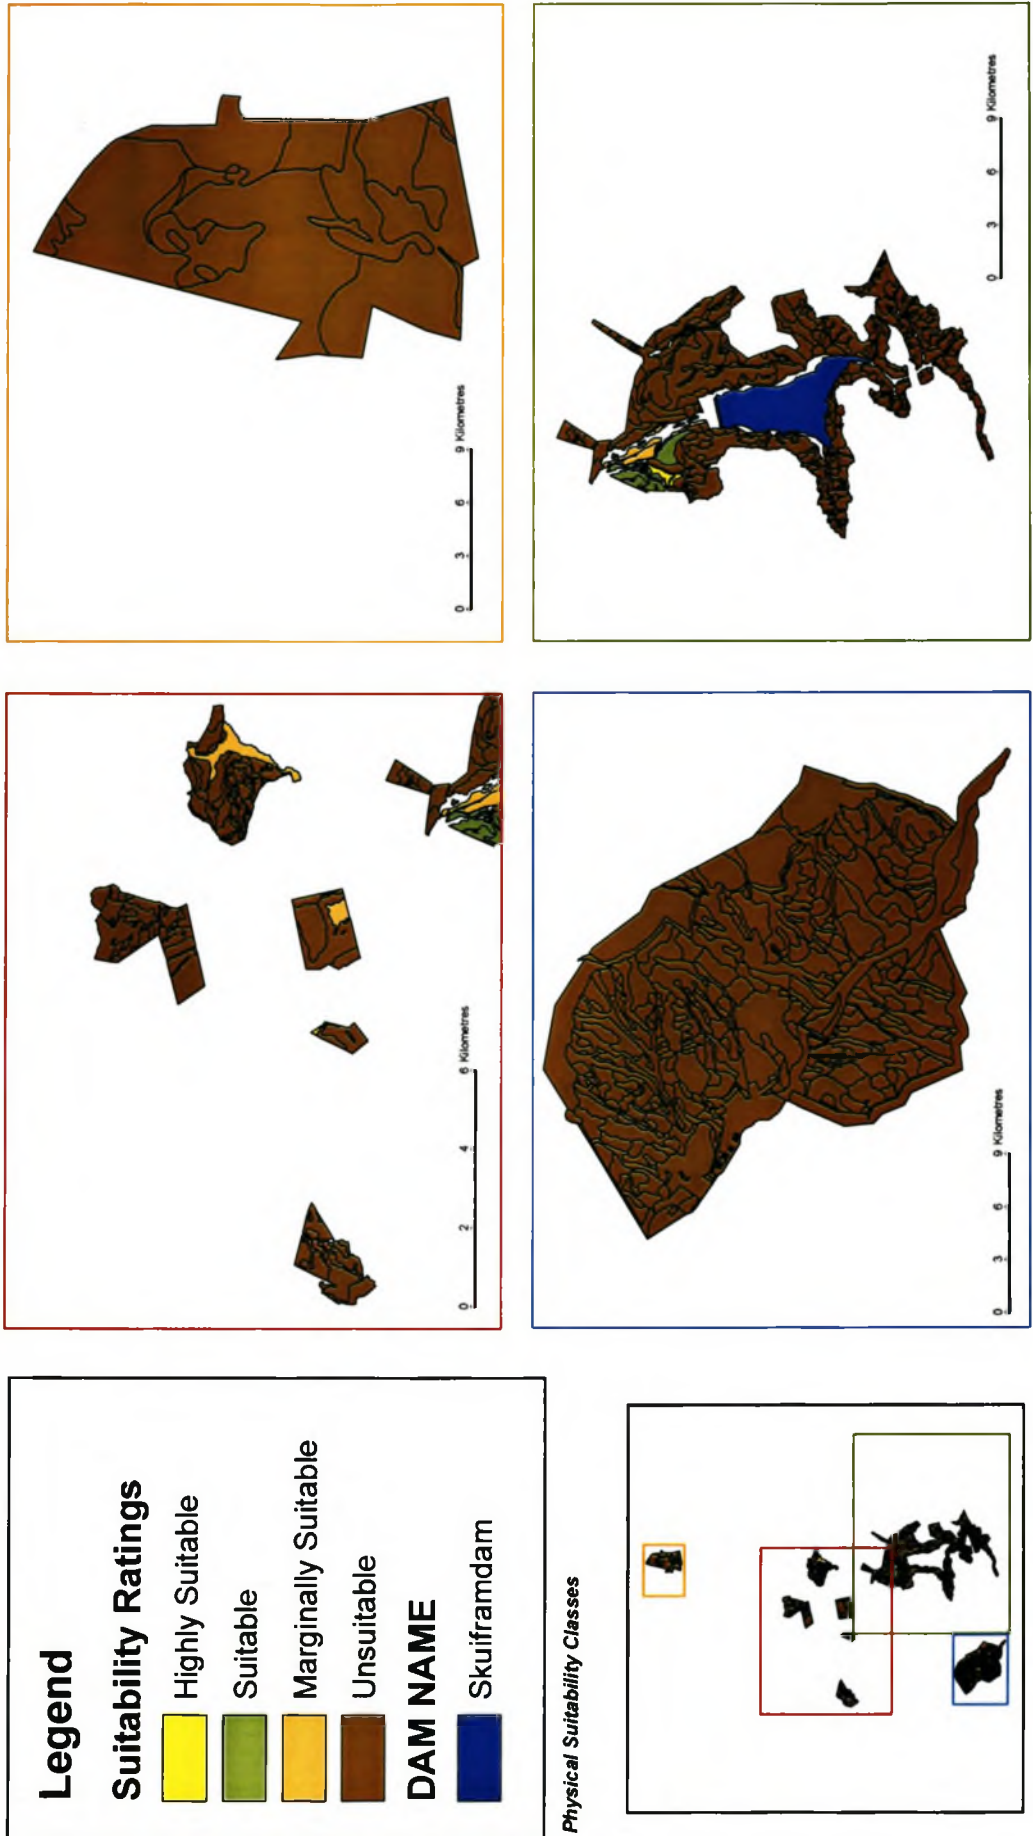 Legend
Suitability Ratings
Highly Suitable
Suitable
Marginally Suitable
Unsuitable
DAM NAME
Skuiframdam
Physical Suitability Classes
0 2 4 6 Kilometres
0 3 6 9 Kilometres
0 3 6 9 Kilometres
0 3 6 9 Kilometres